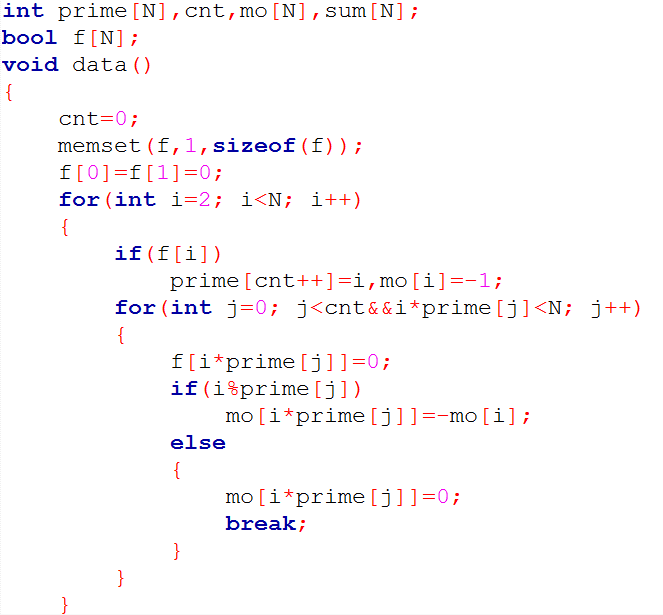 int prime[N],cnt,mo[N],sum[N];
bool f[N];
void data()
{
    cnt=0;
    memset(f,1,sizeof(f));
    f[0]=f[1]=0;
    for(int i=2; i<N; i++)
    {
        if(f[i])
            prime[cnt++]=i,mo[i]=-1;
        for(int j=0; j<cnt&&i*prime[j]<N; j++)
        {
            f[i*prime[j]]=0;
            if(i%prime[j])
                mo[i*prime[j]]=-mo[i];
            else
            {
                mo[i*prime[j]]=0;
                break;
            }
        }
    }